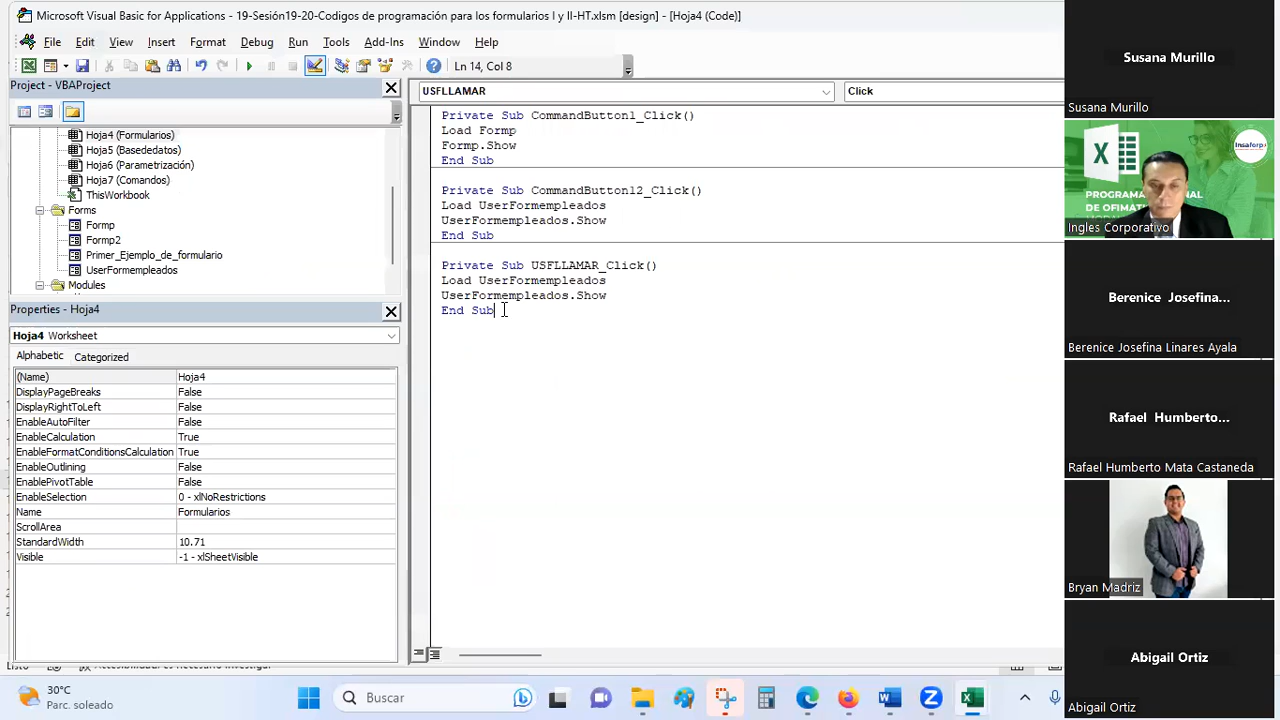 Microsoft Visual Basic for Applications - 19-Sesión19-20-Codigos de programación para los formularios I y II-HT.xlsm [design] - [Hoja4 (Code)]
File Edit View Insert Format Debug Run Tools Add-Ins Window Help
Ln 14, Col 8
Project - VBAProject
Hoja4 (Formularios)
Hoja5 (Basededatos)
Hoja6 (Parametrización)
Hoja7 (Comandos)
ThisWorkbook
Forms
Formp
Formp2
Primer_Ejemplo_de_formulario
UserFormempleados
Modules
Properties - Hoja4
Hoja4 Worksheet
Alphabetic Categorized
(Name) Hoja4
DisplayPageBreaks False
DisplayRightToLeft False
EnableAutoFilter False
EnableCalculation True
EnableFormatConditionsCalculation True
EnableOutlining False
EnablePivotTable False
EnableSelection 0 - xlNoRestrictions
Name Formularios
ScrollArea
StandardWidth 10.71
Visible -1 - xlSheetVisible
USFLLAMAR Click
Private Sub CommandButton1_Click()
Load Formp
Formp.Show
End Sub
Private Sub CommandButton12_Click()
Load UserFormempleados
UserFormempleados.Show
End Sub
Private Sub USFLLAMAR_Click()
Load UserFormempleados
UserFormempleados.Show
End Sub
Susana Murillo
Susana Murillo
Insaforp
Ingles Corporativo
Berenice Josefina...
Berenice Josefina Linares Ayala
Rafael Humberto...
Rafael Humberto Mata Castaneda
Bryan Madriz
Abigail Ortiz
Abigail Ortiz
30°C
Parc. soleado
Buscar